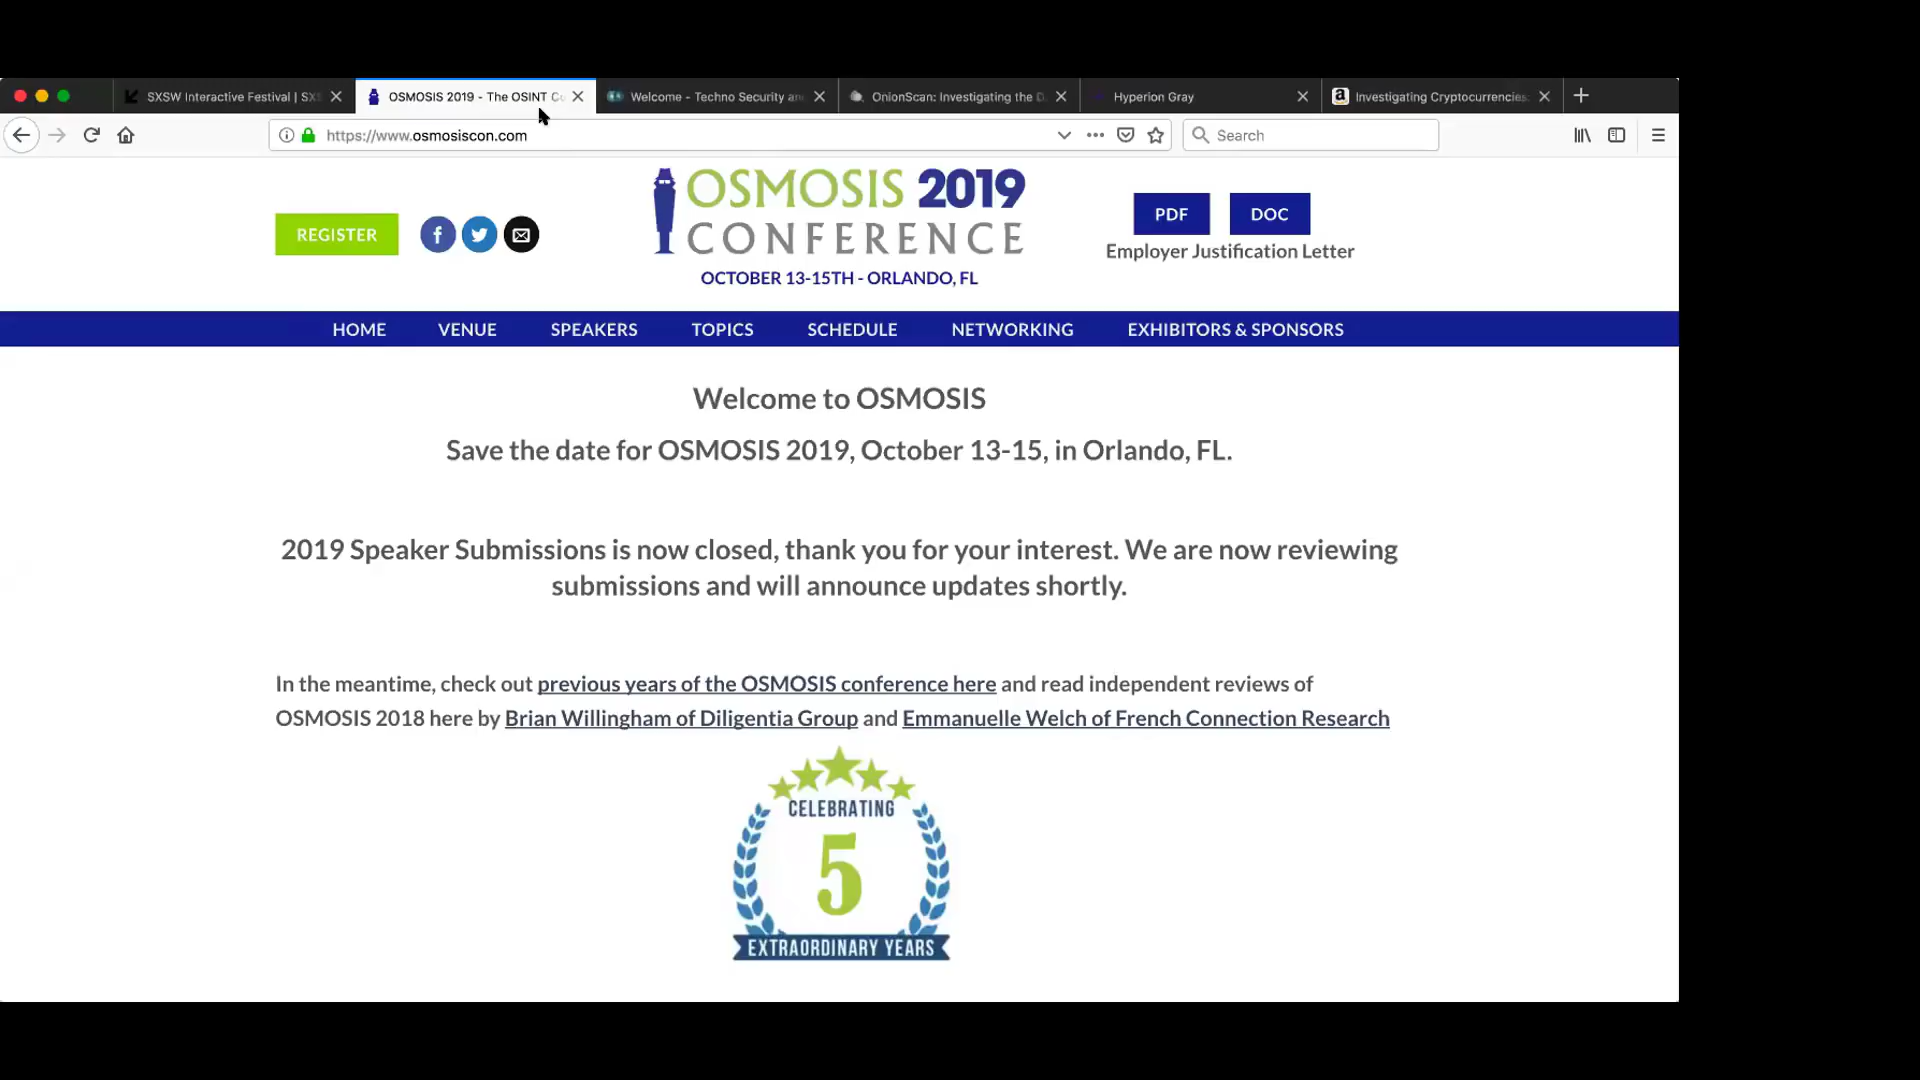 SXSW Interactive Festival | SXS
OSMOSIS 2019 - The OSINT Co
Welcome - Techno Security an
OnionScan: Investigating the D
Hyperion Gray
Investigating Cryptocurrencies:
https://www.osmosiscon.com
Search
REGISTER
OSMOSIS 2019
CONFERENCE
OCTOBER 13-15TH - ORLANDO, FL
PDF
DOC
Employer Justification Letter
HOME
VENUE
SPEAKERS
TOPICS
SCHEDULE
NETWORKING
EXHIBITORS & SPONSORS
Welcome to OSMOSIS
Save the date for OSMOSIS 2019, October 13-15, in Orlando, FL.
2019 Speaker Submissions is now closed, thank you for your interest. We are now reviewing
submissions and will announce updates shortly.
In the meantime, check out previous years of the OSMOSIS conference here and read independent reviews of
OSMOSIS 2018 here by Brian Willingham of Diligentia Group and Emmanuelle Welch of French Connection Research
CELEBRATING
5
EXTRAORDINARY YEARS